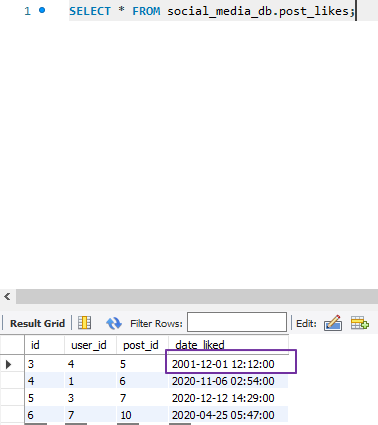 1 SELECT * FROM social_media_db.post_likes;
Result Grid Filter Rows: Edit:
id user_id post_id date_liked
3 4 5 2001-12-01 12:12:00
4 1 6 2020-11-06 02:54:00
5 3 7 2020-12-12 14:29:00
6 7 10 2020-04-25 05:47:00